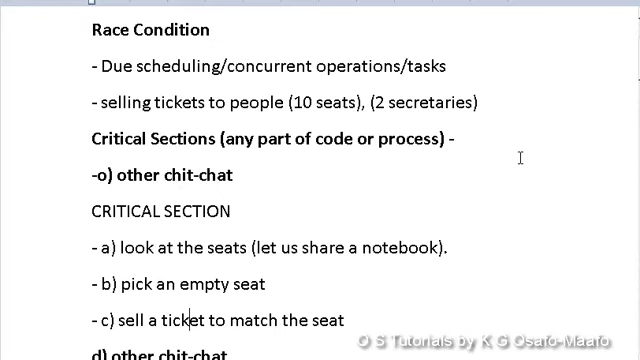 Race Condition
- Due scheduling/concurrent operations/tasks
- selling tickets to people (10 seats), (2 secretaries)
Critical Sections (any part of code or process) -
-o) other chit-chat
CRITICAL SECTION
- a) look at the seats (let us share a notebook).
- b) pick an empty seat
- c) sell a ticket to match the seat
O S Tutorials by K G Osafo-Maafo
d) other chit-chat